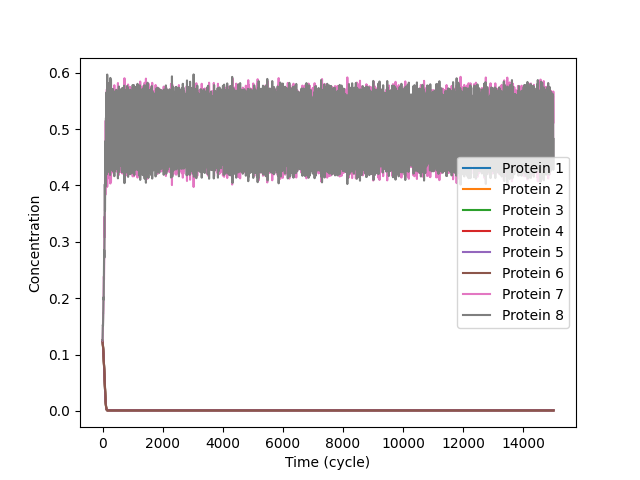 0.6
0.5
0.4
0.3
0.2
0.1
0.0
Concentration
Protein 1
Protein 2
Protein 3
Protein 4
Protein 5
Protein 6
Protein 7
Protein 8
0 2000 4000 6000 8000 10000 12000 14000
Time (cycle)